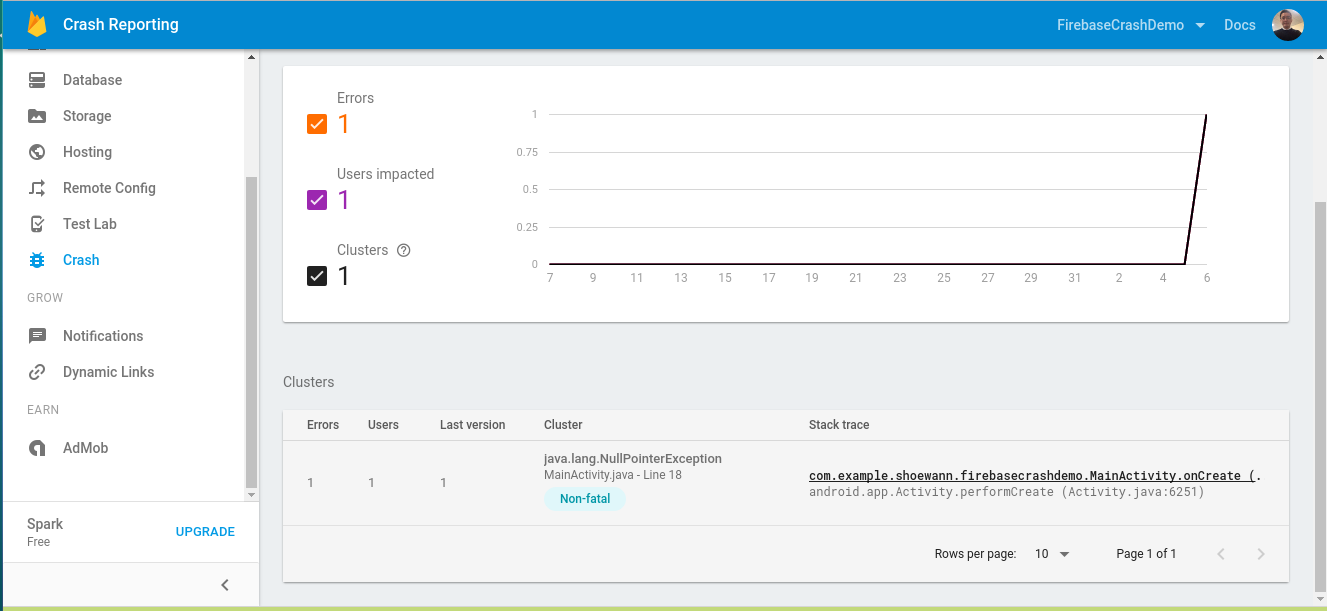 Crash Reporting
FirebaseCrashDemo
Docs
Database
Storage
Hosting
Remote Config
Test Lab
Crash
GROW
Notifications
Dynamic Links
EARN
AdMob
Spark
Free
UPGRADE
Errors
1
Users impacted
1
Clusters
1
1
0.75
0.5
0.25
0
7 9 11 13 15 17 19 21 23 25 27 29 31 2 4 6
Clusters
Errors Users Last version Cluster Stack trace
1 1 1
java.lang.NullPointerException
MainActivity.java - Line 18
Non-fatal
com.example.shoewann.firebasecrashdemo.MainActivity.onCreate (.
android.app.Activity.performCreate (Activity.java:6251)
Rows per page: 10 Page 1 of 1